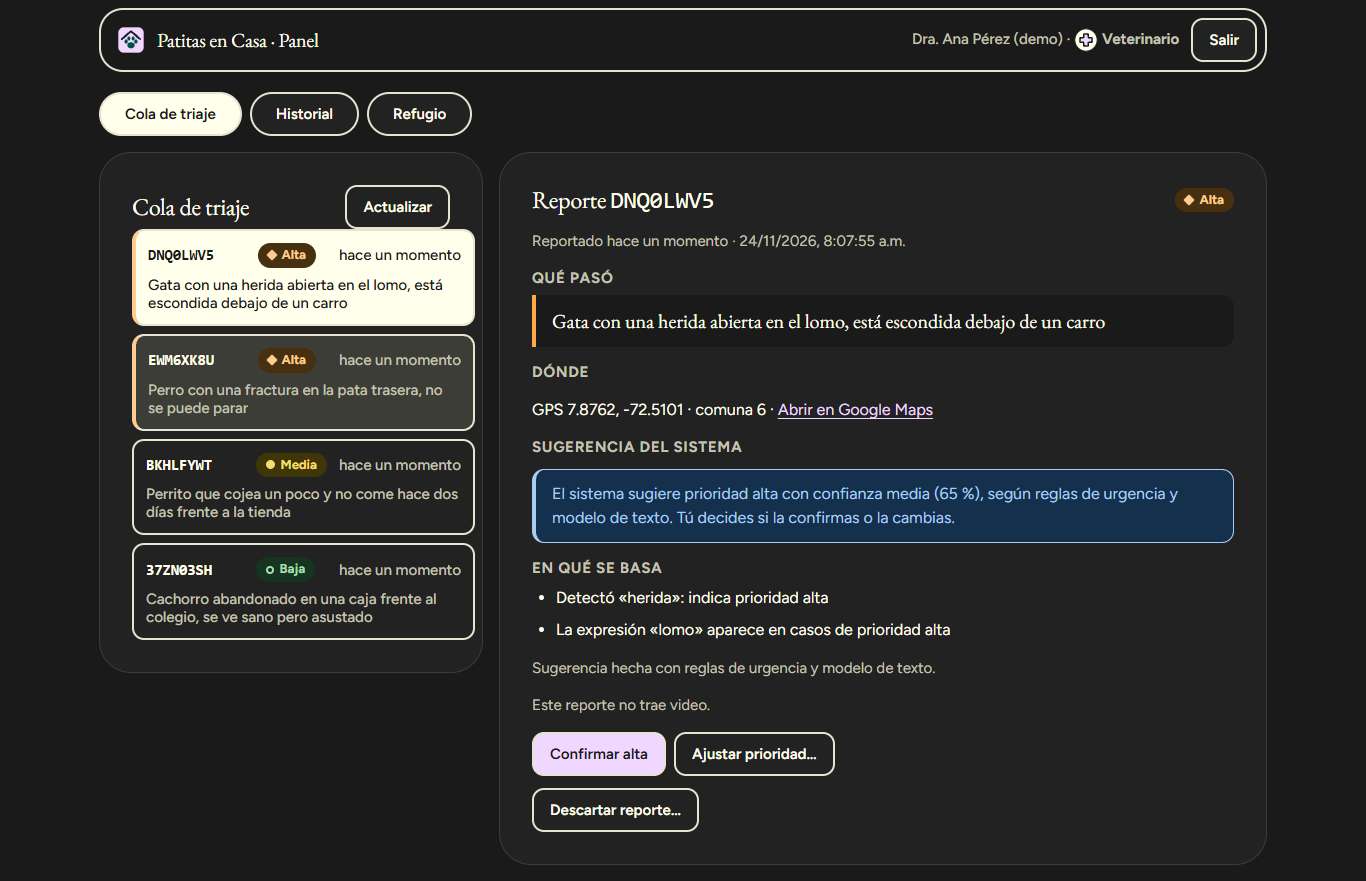 Patitas en Casa · Panel
Dra. Ana Pérez (demo) · Veterinario
Salir
Cola de triaje
Historial
Refugio
Cola de triaje
Actualizar
DNQ0LWV5
Alta
hace un momento
Gata con una herida abierta en el lomo, está
escondida debajo de un carro
EWM6XK8U
Alta
hace un momento
Perro con una fractura en la pata trasera, no
se puede parar
BKHLFYWT
Media
hace un momento
Perrito que cojea un poco y no come hace dos
días frente a la tienda
37ZN03SH
Baja
hace un momento
Cachorro abandonado en una caja frente al
colegio, se ve sano pero asustado
Reporte DNQ0LWV5
Alta
Reportado hace un momento · 24/11/2026, 8:07:55 a.m.
QUÉ PASÓ
Gata con una herida abierta en el lomo, está escondida debajo de un carro
DÓNDE
GPS 7.8762, -72.5101 · comuna 6 · Abrir en Google Maps
SUGERENCIA DEL SISTEMA
El sistema sugiere prioridad alta con confianza media (65 %), según reglas de urgencia y
modelo de texto. Tú decides si la confirmas o la cambias.
EN QUÉ SE BASA
• Detectó «herida»: indica prioridad alta
• La expresión «lomo» aparece en casos de prioridad alta
Sugerencia hecha con reglas de urgencia y modelo de texto.
Este reporte no trae video.
Confirmar alta
Ajustar prioridad…
Descartar reporte…